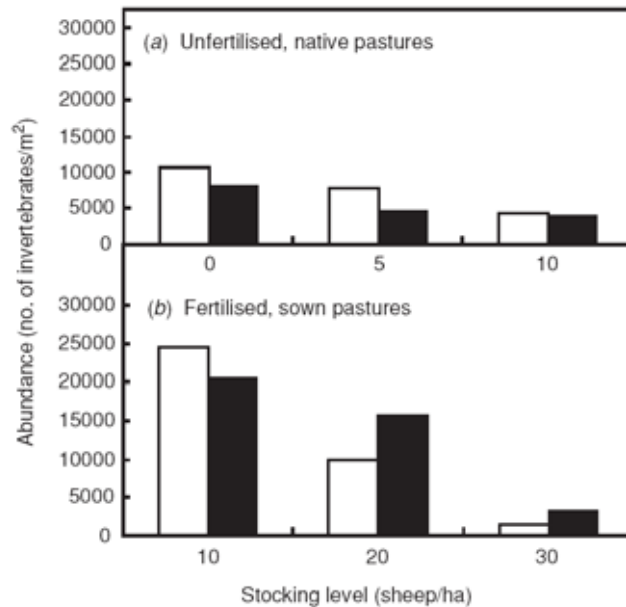 Abundance (no. of invertebrates/m²)
30000
(a) Unfertilised, native pastures
25000
20000
15000
10000
5000
0
0 5 10
30000
(b) Fertilised, sown pastures
25000
20000
15000
10000
5000
0
10 20 30
Stocking level (sheep/ha)